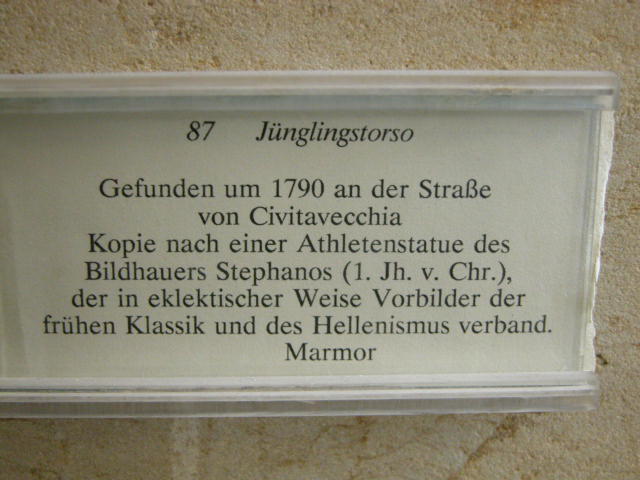 87 Jünglingstorso
Gefunden um 1790 an der Straße
von Civitavecchia
Kopie nach einer Athletenstatue des
Bildhauers Stephanos (1. Jh. v. Chr.),
der in eklektischer Weise Vorbilder der
frühen Klassik und des Hellenismus verband.
Marmor